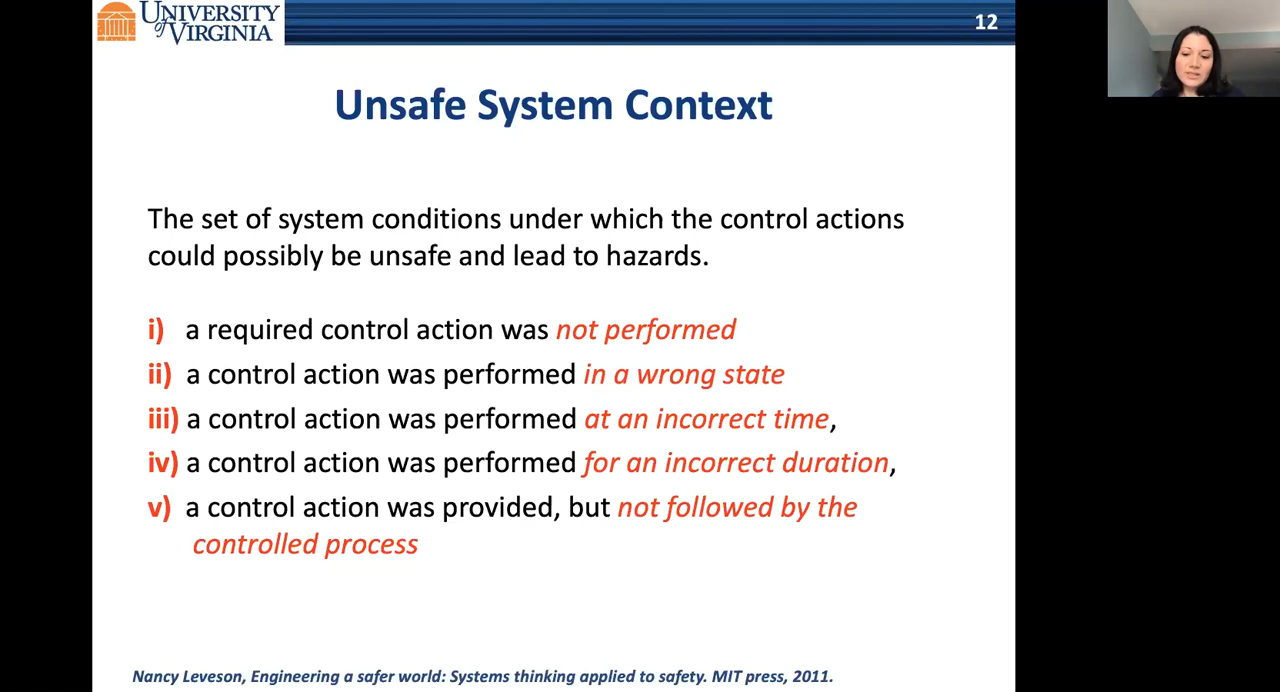 UNIVERSITY
of VIRGINIA
12
Unsafe System Context
The set of system conditions under which the control actions
could possibly be unsafe and lead to hazards.
i) a required control action was not performed
ii) a control action was performed in a wrong state
iii) a control action was performed at an incorrect time,
iv) a control action was performed for an incorrect duration,
v) a control action was provided, but not followed by the
controlled process
Nancy Leveson, Engineering a safer world: Systems thinking applied to safety. MIT press, 2011.